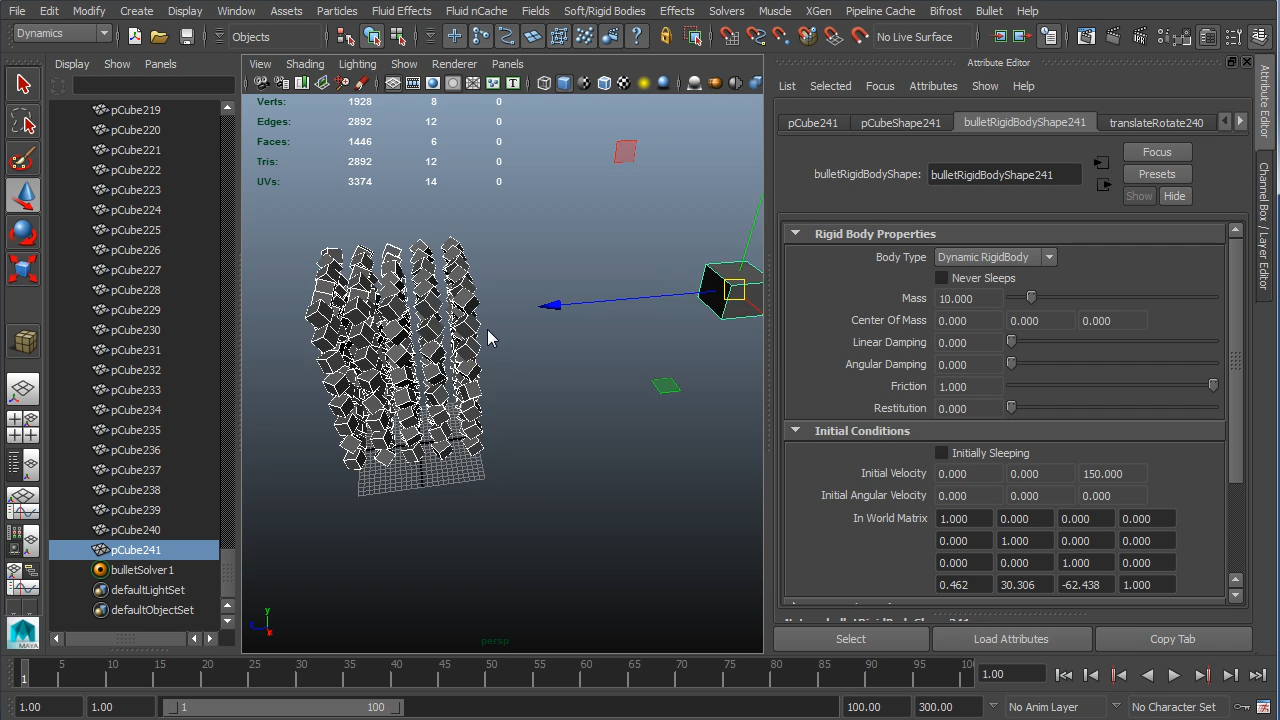 File Edit Modify Create Display Window Assets Particles Fluid Effects Fluid nCache Fields Soft/Rigid Bodies Effects Solvers Muscle XGen Pipeline Cache Bifrost Bullet Help
Dynamics Objects No Live Surface
Display Show Panels
View Shading Lighting Show Renderer Panels
Attribute Editor
List Selected Focus Attributes Show Help
pCube219
pCube220
pCube221
pCube222
pCube223
pCube224
pCube225
pCube226
pCube227
pCube228
pCube229
pCube230
pCube231
pCube232
pCube233
pCube234
pCube235
pCube236
pCube237
pCube238
pCube239
pCube240
pCube241
bulletSolver1
defaultLightSet
defaultObjectSet
Verts: 1928 8 0
Edges: 2892 12 0
Faces: 1446 6 0
Tris: 2892 12 0
UVs: 3374 14 0
y
x
persp
pCube241 pCubeShape241 bulletRigidBodyShape241 translateRotate240
Focus
bulletRigidBodyShape: bulletRigidBodyShape241
Presets
Show Hide
Rigid Body Properties
Body Type Dynamic RigidBody
Never Sleeps
Mass 10.000
Center Of Mass 0.000 0.000 0.000
Linear Damping 0.000
Angular Damping 0.000
Friction 1.000
Restitution 0.000
Initial Conditions
Initially Sleeping
Initial Velocity 0.000 0.000 150.000
Initial Angular Velocity 0.000 0.000 0.000
In World Matrix 1.000 0.000 0.000 0.000
0.000 1.000 0.000 0.000
0.000 0.000 1.000 0.000
0.462 30.306 -62.438 1.000
Select Load Attributes Copy Tab
Attribute Editor
Channel Box / Layer Editor
MAYA
1 5 10 15 20 25 30 35 40 45 50 55 60 65 70 75 80 85 90 95 1.00
1.00 1.00 1 100 100.00 300.00 No Anim Layer No Character Set